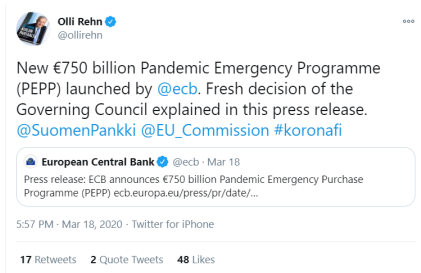 Olli Rehn
@ollirehn
New €750 billion Pandemic Emergency Programme
(PEPP) launched by @ecb. Fresh decision of the
Governing Council explained in this press release.
@SuomenPankki @EU_Commission #koronafi
European Central Bank @ecb · Mar 18
Press release: ECB announces €750 billion Pandemic Emergency Purchase
Programme (PEPP) ecb.europa.eu/press/pr/date/...
5:57 PM · Mar 18, 2020 · Twitter for iPhone
17 Retweets 2 Quote Tweets 48 Likes